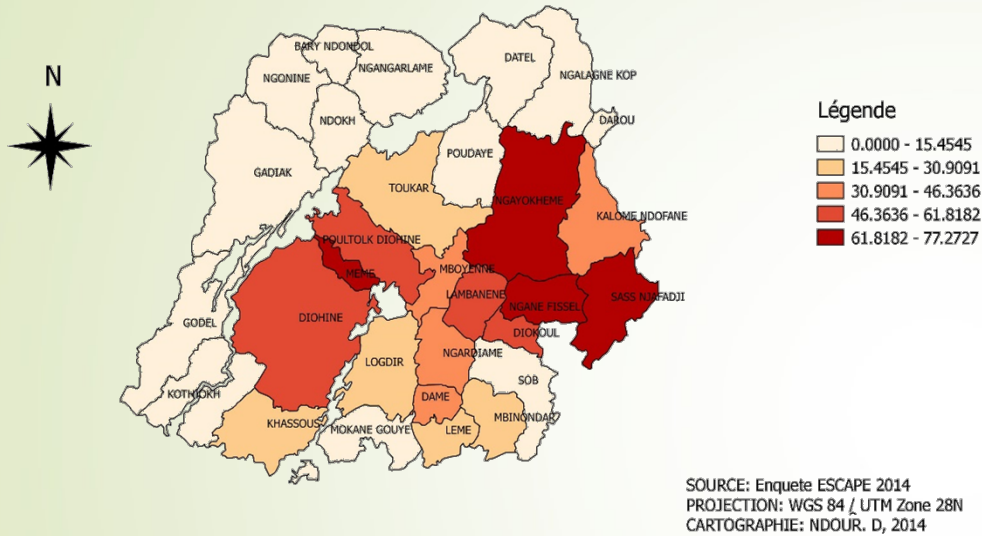 BARY NDONDOL
NGANGARLAME
DATEL
N
NGONINE
NGALAGNE KOP
NDOKH
DAROU
Légende
0.0000 - 15.4545
15.4545 - 30.9091
30.9091 - 46.3636
46.3636 - 61.8182
61.8182 - 77.2727
POUDAYE
GADIAK
TOUKAR
NGAYOKHEME
KALOME NDOFANE
POULTOLK DIOHINE
MBOYENNE
MEME
LAMBANENE
SASS NJAFADJI
NGANE FISSEL
DIOHINE
GODEL
DIOKOUL
NGARDIAME
LOGDIR
SOB
KOTHIOKH
DAME
MBINONDAR
KHASSOUS
MOKANE GOUYE
LEME
SOURCE: Enquete ESCAPE 2014
PROJECTION: WGS 84 / UTM Zone 28N
CARTOGRAPHIE: NDOUR. D, 2014